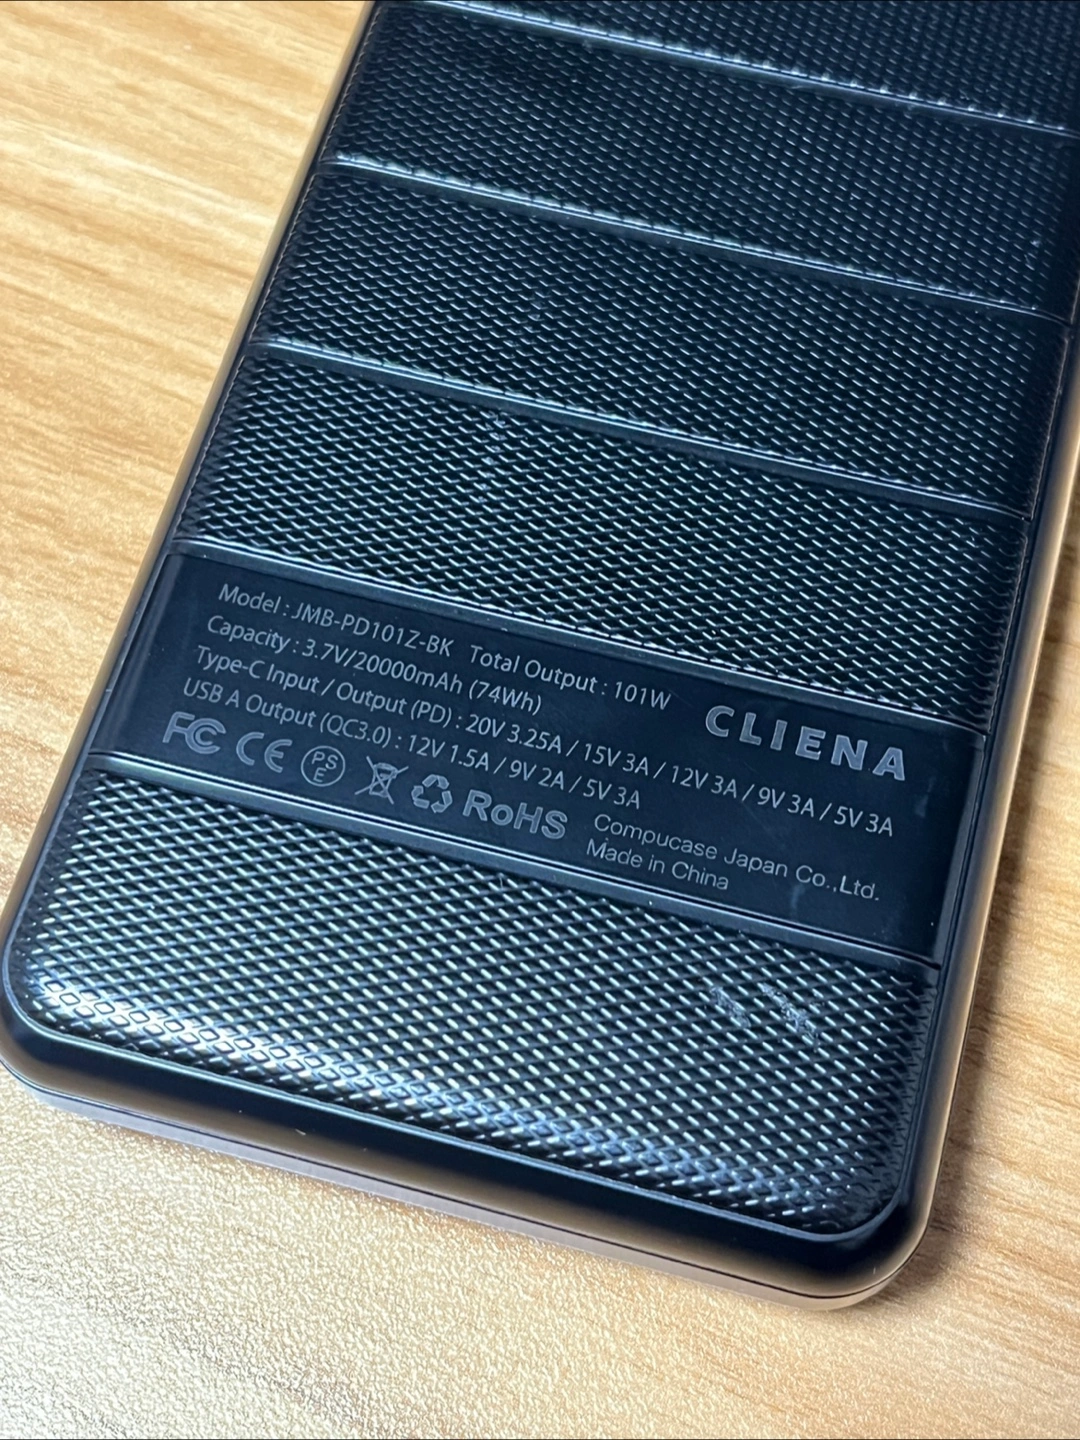 Model : JMB-PD101Z-BK Total Output : 101W
Capacity : 3.7V/20000mAh (74Wh)
Type-C Input / Output (PD) : 20V 3.25A / 15V 3A / 12V 3A / 9V 3A / 5V 3A
USB A Output (QC3.0) : 12V 1.5A / 9V 2A / 5V 3A
CLIENA
FC CE PSE RoHS
Compucase Japan Co.,Ltd.
Made in China